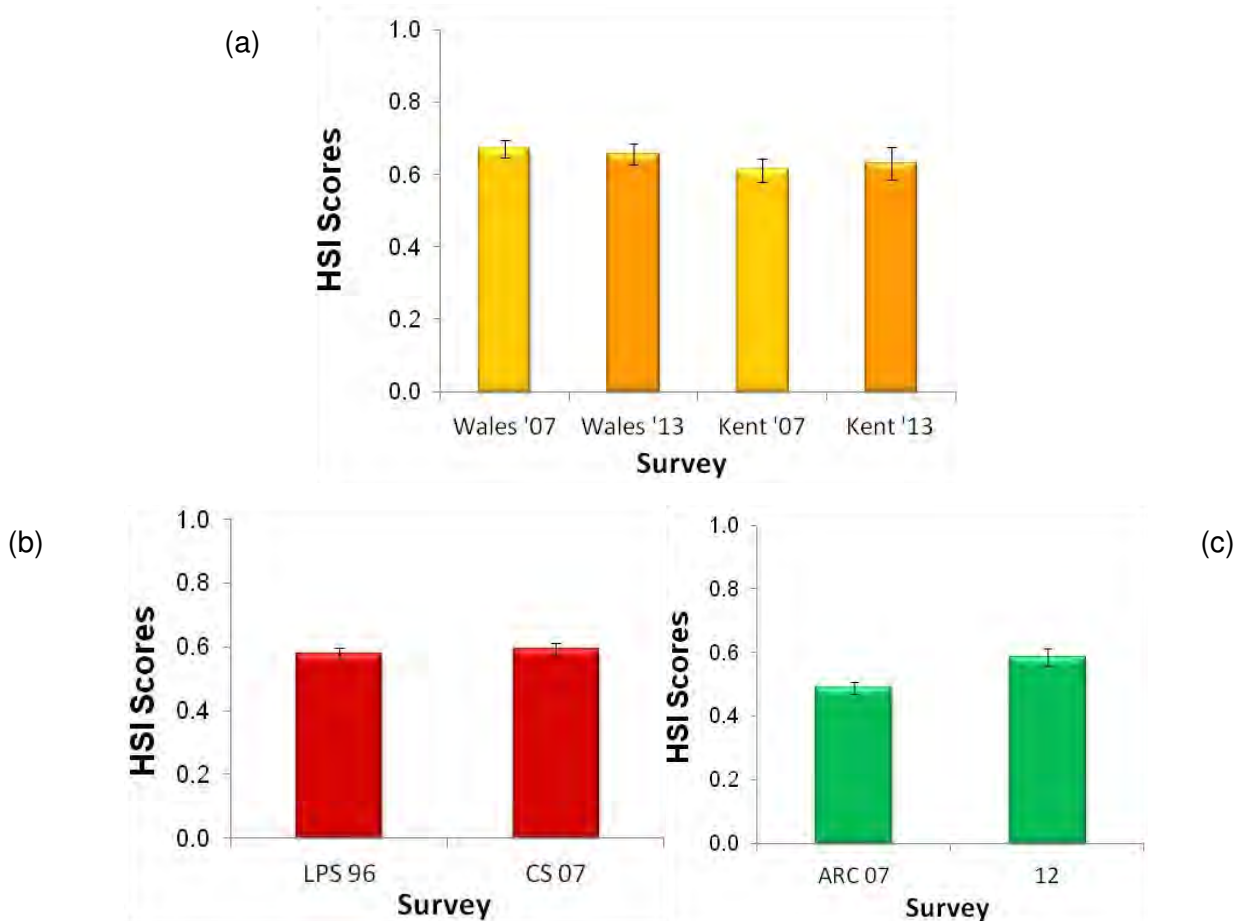 (a)
HSI Scores
1.0
0.8
0.6
0.4
0.2
0.0
Wales '07 Wales '13 Kent '07 Kent '13
Survey
(b)
HSI Scores
1.0
0.8
0.6
0.4
0.2
0.0
LPS 96 CS 07
Survey
(c)
HSI Scores
1.0
0.8
0.6
0.4
0.2
0.0
ARC 07 12
Survey